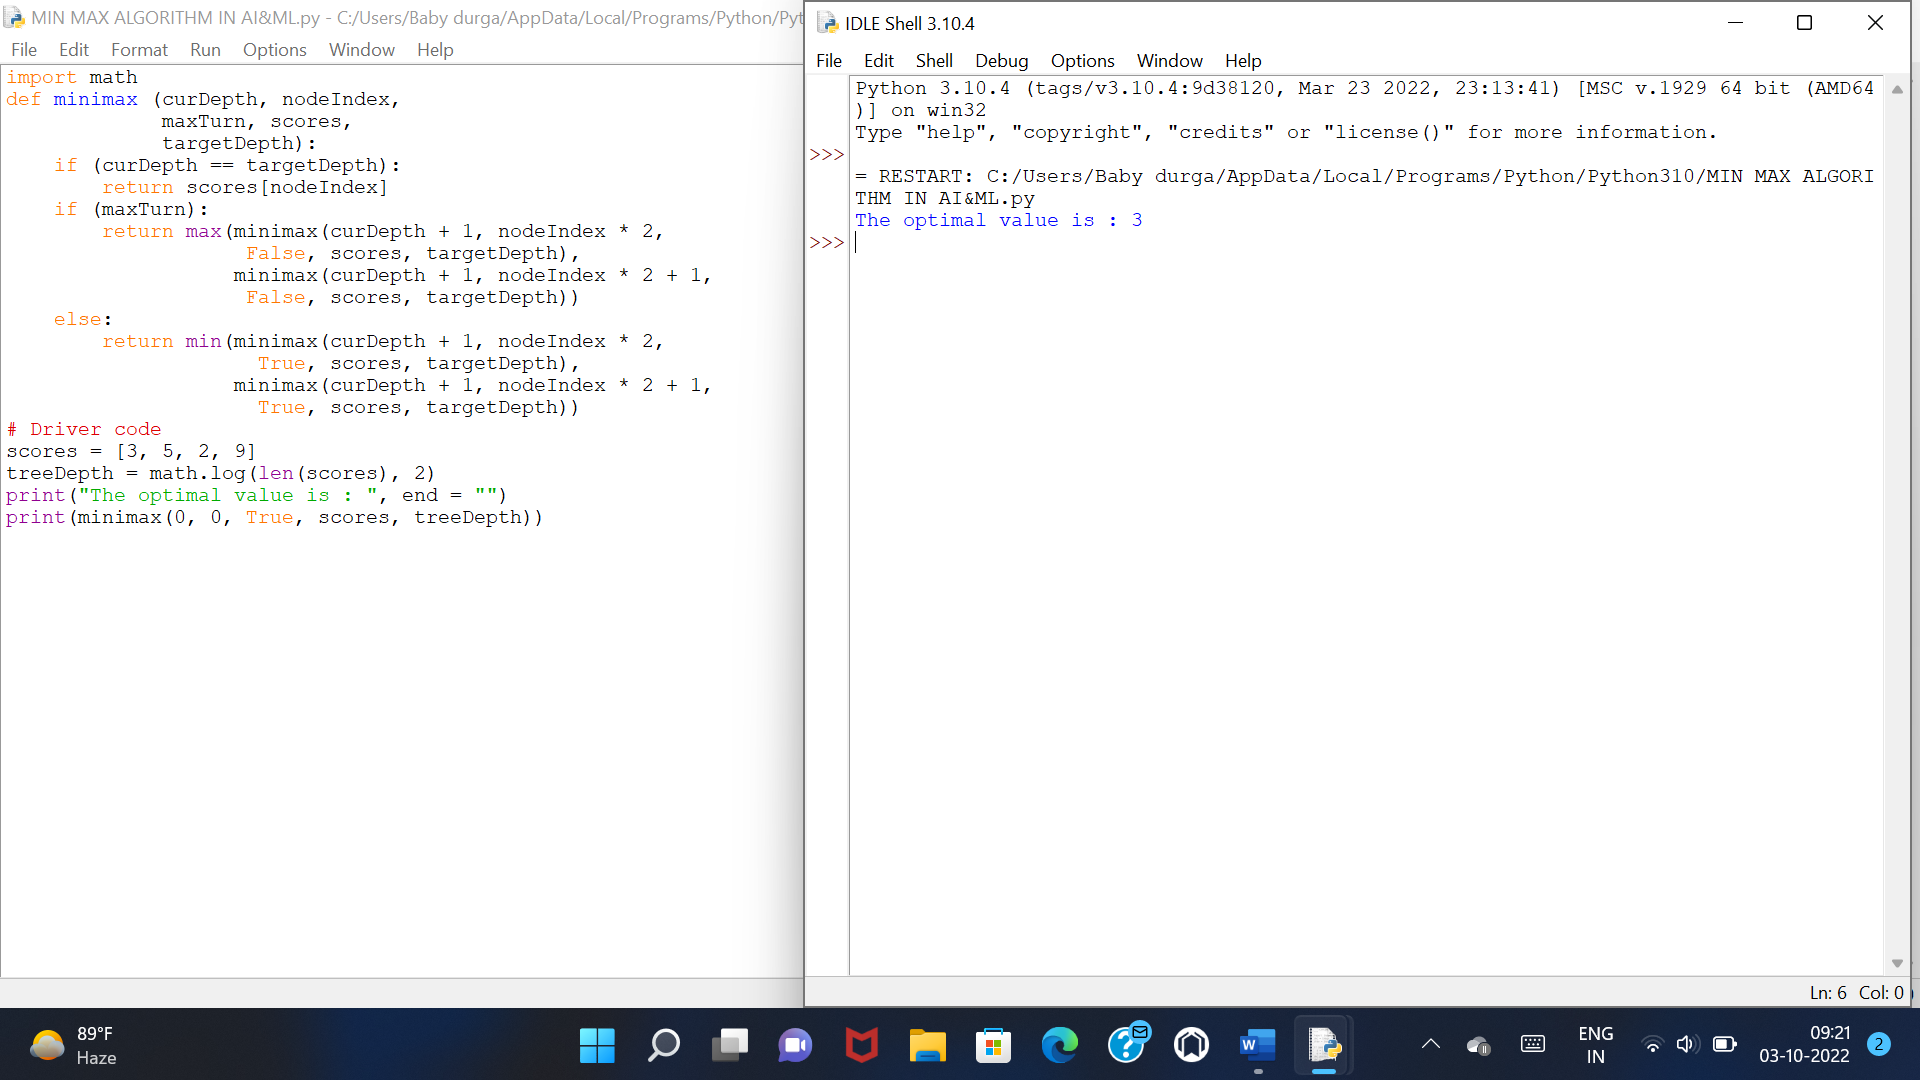 MIN MAX ALGORITHM IN AI&ML.py - C:/Users/Baby durga/AppData/Local/Programs/Python/Pyt
File Edit Format Run Options Window Help
import math
def minimax (curDepth, nodeIndex,
             maxTurn, scores,
             targetDepth):
    if (curDepth == targetDepth):
        return scores[nodeIndex]
    if (maxTurn):
        return max(minimax(curDepth + 1, nodeIndex * 2,
                    False, scores, targetDepth),
                   minimax(curDepth + 1, nodeIndex * 2 + 1,
                    False, scores, targetDepth))
    else:
        return min(minimax(curDepth + 1, nodeIndex * 2,
                     True, scores, targetDepth),
                   minimax(curDepth + 1, nodeIndex * 2 + 1,
                     True, scores, targetDepth))
# Driver code
scores = [3, 5, 2, 9]
treeDepth = math.log(len(scores), 2)
print("The optimal value is : ", end = "")
print(minimax(0, 0, True, scores, treeDepth))
IDLE Shell 3.10.4
File Edit Shell Debug Options Window Help
Python 3.10.4 (tags/v3.10.4:9d38120, Mar 23 2022, 23:13:41) [MSC v.1929 64 bit (AMD64
)] on win32
Type "help", "copyright", "credits" or "license()" for more information.
>>>
= RESTART: C:/Users/Baby durga/AppData/Local/Programs/Python/Python310/MIN MAX ALGORI
THM IN AI&ML.py
The optimal value is : 3
>>>
Ln: 6 Col: 0
89°F
Haze
W
ENG
IN
09:21
03-10-2022
2